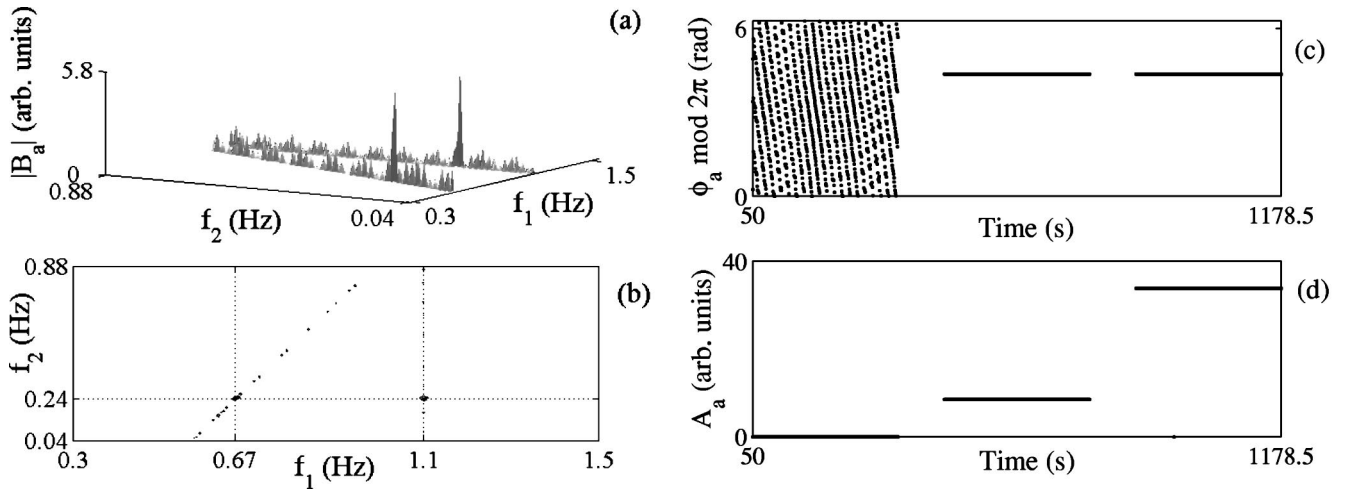 (a)
|B_a| (arb. units)
5.8
0
0.88
f_2 (Hz)
0.04
0.3
f_1 (Hz)
1.5
(b)
f_2 (Hz)
0.88
0.24
0.04
0.3
0.67
1.1
1.5
f_1 (Hz)
(c)
ϕ_a mod 2π (rad)
6
0
50
Time (s)
1178.5
(d)
A_a (arb. units)
40
0
50
Time (s)
1178.5